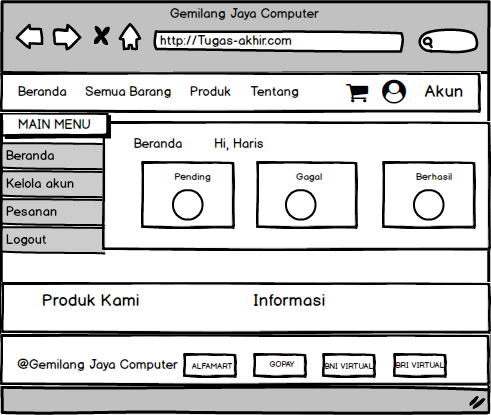 Gemilang Jaya Computer
http://Tugas-akhir.com
Beranda Semua Barang Produk Tentang Akun
MAIN MENU
Beranda
Kelola akun
Pesanan
Logout
Beranda Hi, Haris
Pending Gagal Berhasil
Produk Kami Informasi
@Gemilang Jaya Computer ALFAMART GOPAY BNI VIRTUAL BRI VIRTUAL